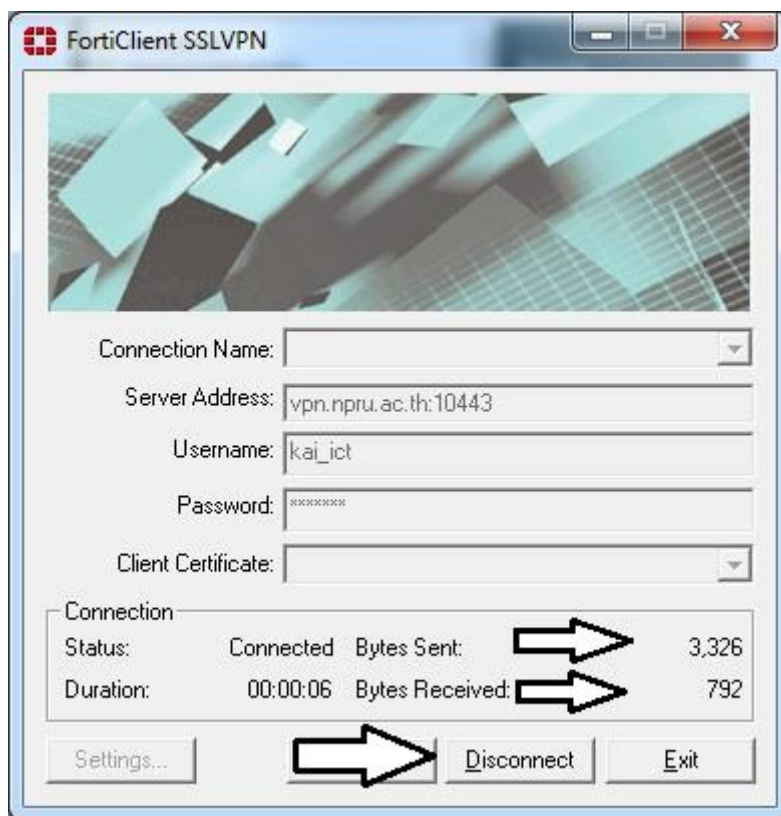 FortiClient SSLVPN
Connection Name:
Server Address: vpn.npru.ac.th:10443
Username: kai_ict
Password: *******
Client Certificate:
Connection
Status: Connected Bytes Sent: 3,326
Duration: 00:00:06 Bytes Received: 792
Settings... Disconnect Exit